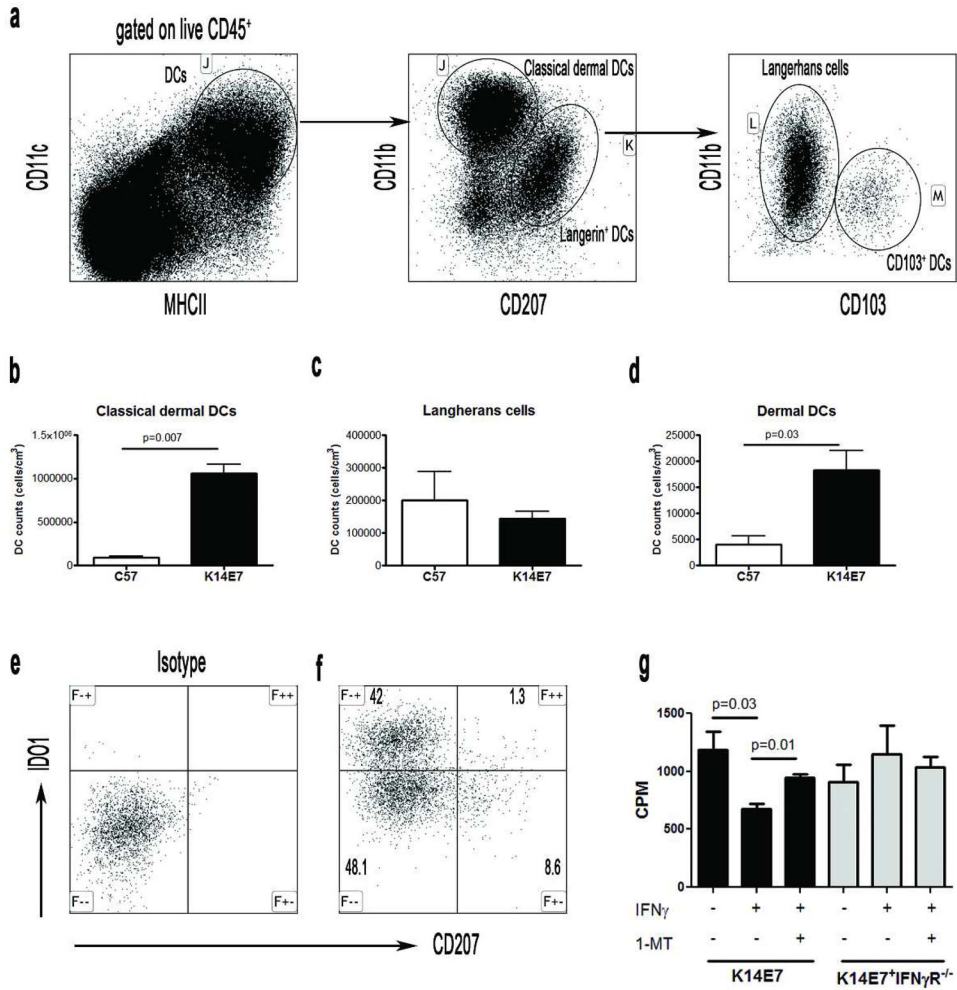 a
gated on live CD45⁺
DCs
J
CD11c
MHCII
J
Classical dermal DCs
K
Langerin⁺ DCs
CD11b
CD207
Langerhans cells
L
M
CD103⁺ DCs
CD11b
CD103
b
Classical dermal DCs
p=0.007
DC counts (cells/cm³)
1.5×10⁰⁶
1000000
500000
0
C57
K14E7
c
Langherans cells
DC counts (cells/cm³)
400000
300000
200000
100000
0
C57
K14E7
d
Dermal DCs
p=0.03
DC counts (cells/cm³)
25000
20000
15000
10000
5000
0
C57
K14E7
e
Isotype
F-+
F++
F--
F+-
IDO1
f
F-+ 42
1.3 F++
48.1
8.6
F--
F+-
CD207
g
p=0.03
p=0.01
CPM
1500
1000
500
0
IFNγ - + + - + +
1-MT - - + - - +
K14E7
K14E7⁺IFNγR⁻/⁻